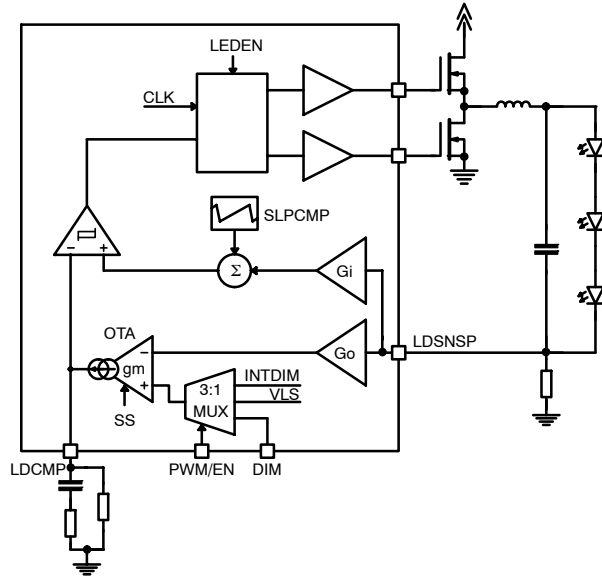 LEDEN
CLK
SLPCMP
− +
Σ
Gi
OTA
LDSNSP
−
gm
Go
+
3:1
MUX
INTDIM
VLS
SS
LDCMP
PWM/EN
DIM